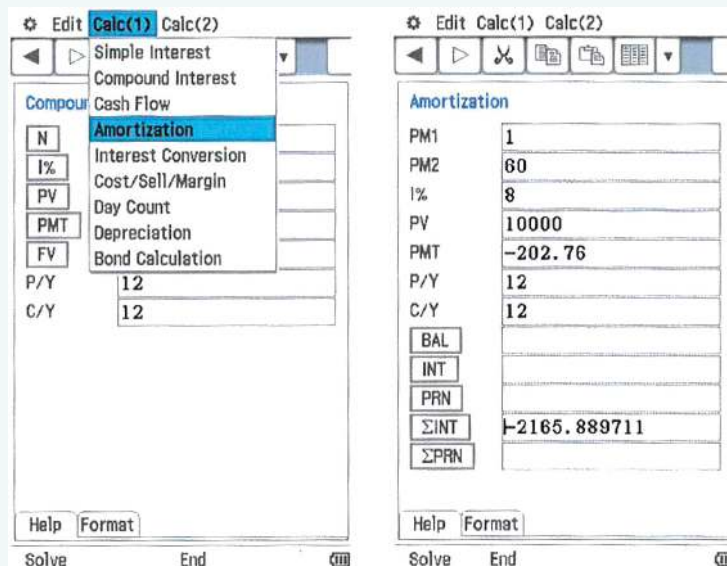 Edit Calc(1) Calc(2)
Simple Interest
Compound Interest
Compour Cash Flow
N Amortization
I% Interest Conversion
Cost/Sell/Margin
PV
Day Count
PMT
Depreciation
FV Bond Calculation
P/Y 12
C/Y 12
Help Format
Solve End
Edit Calc(1) Calc(2)
Amortization
PM1 1
PM2 60
I% 8
PV 10000
PMT -202.76
P/Y 12
C/Y 12
BAL
INT
PRN
ΣINT -2165.889711
ΣPRN
Help Format
Solve End